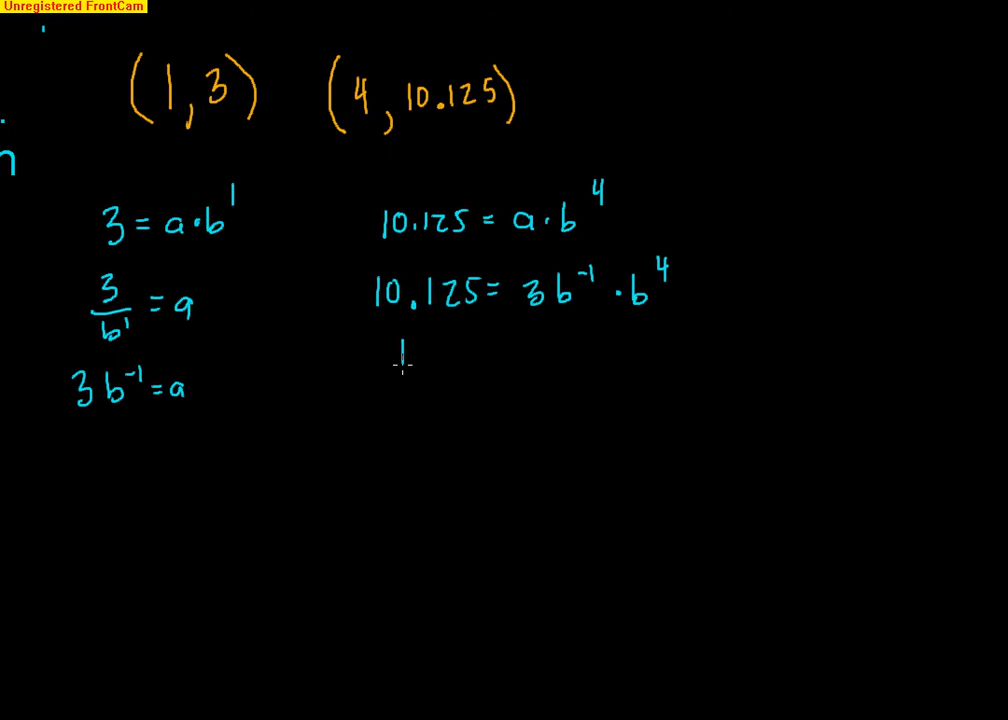 Unregistered FrontCam
(1, 3) (4, 10.125)
n
3 = a · b¹
10.125 = a · b⁴
3/b¹ = a
10.125 = 3b⁻¹ · b⁴
3b⁻¹ = a